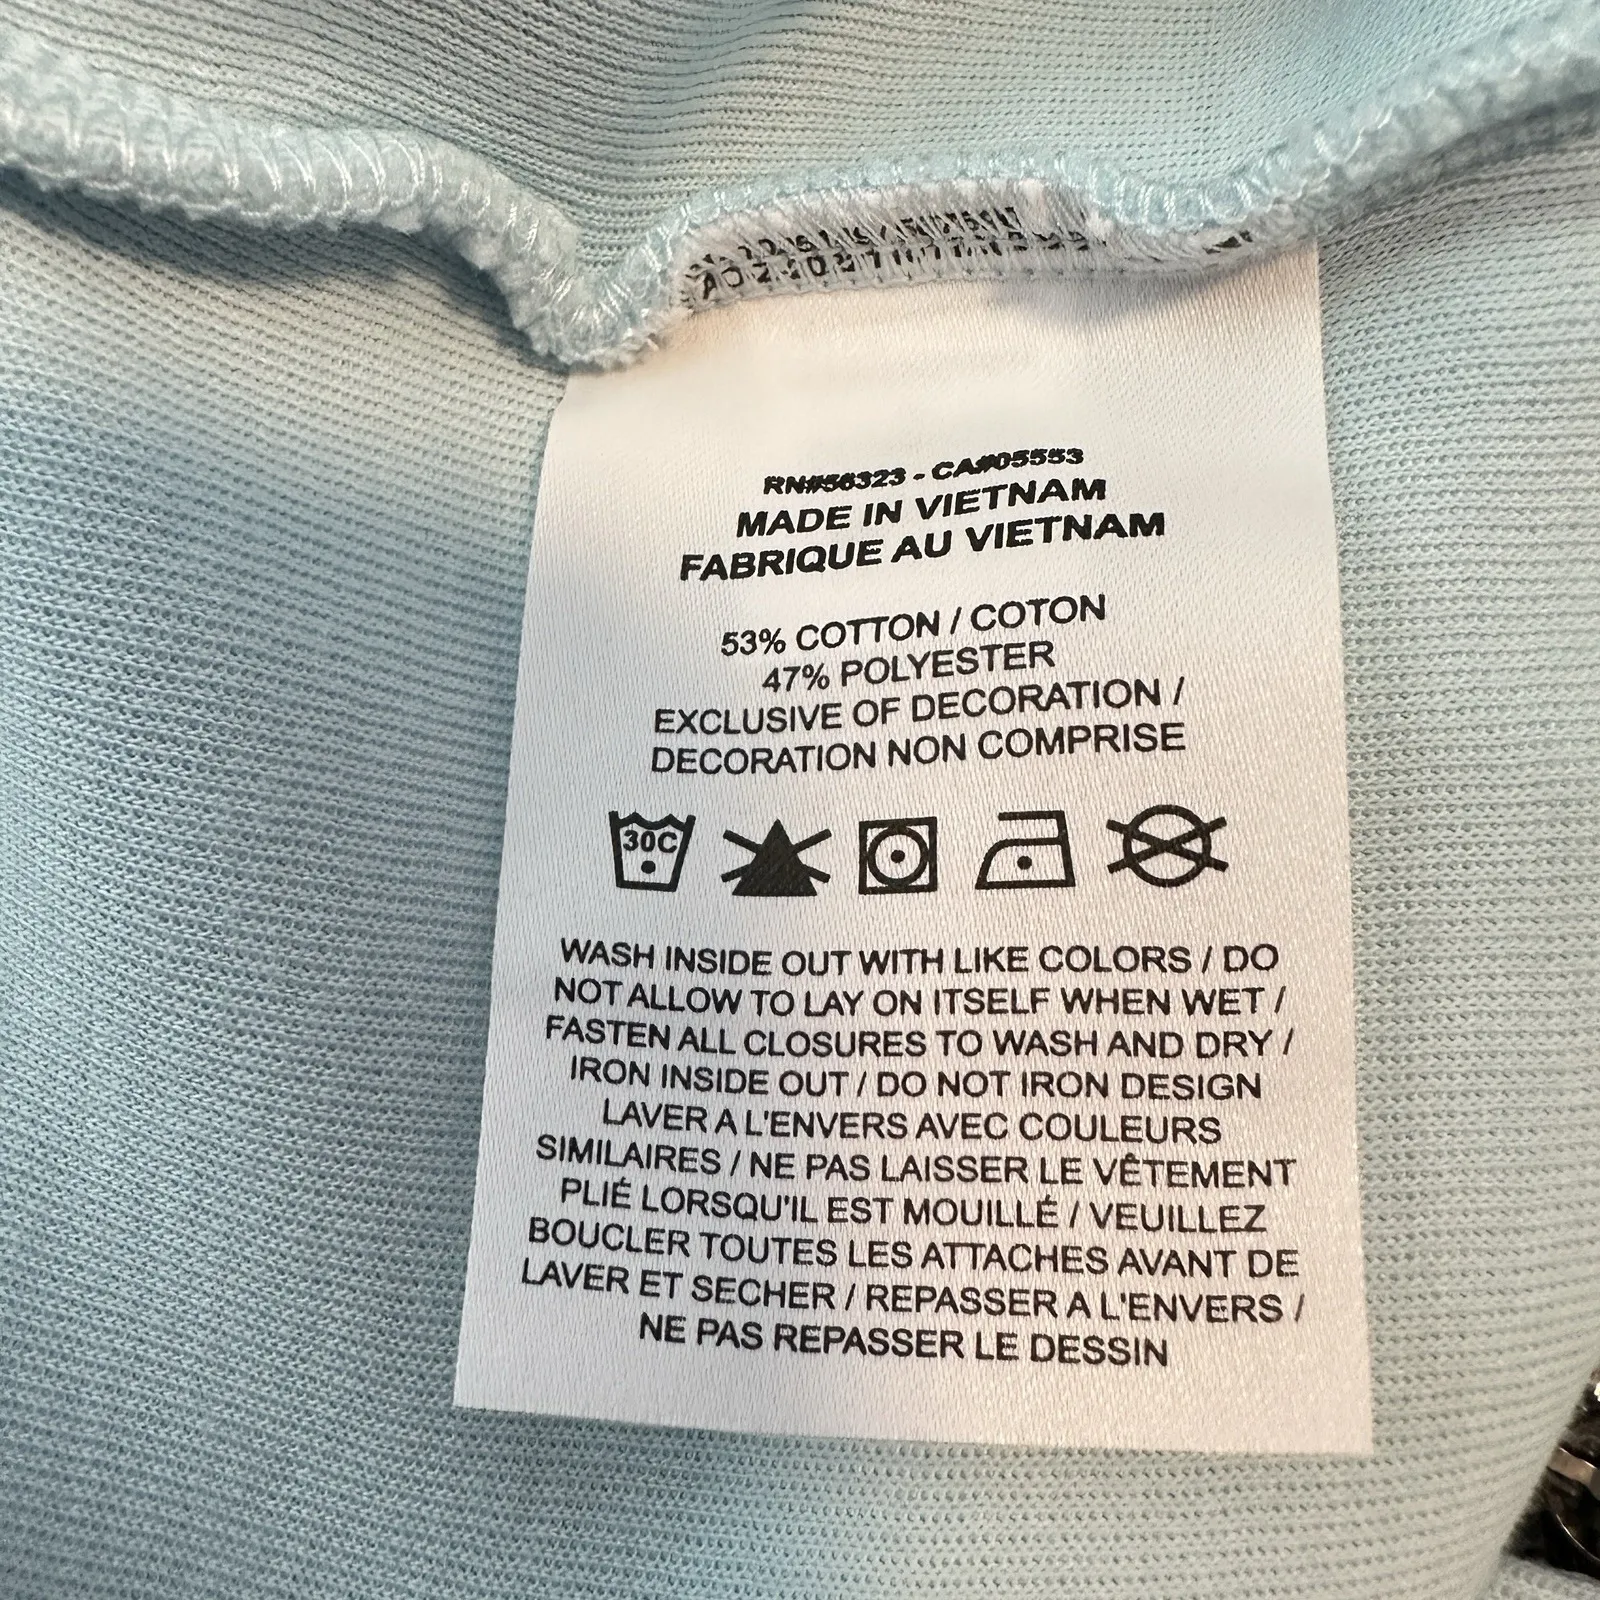 RN#56323 - CA#05553
MADE IN VIETNAM
FABRIQUE AU VIETNAM
53% COTTON / COTON
47% POLYESTER
EXCLUSIVE OF DECORATION /
DECORATION NON COMPRISE
30C
WASH INSIDE OUT WITH LIKE COLORS / DO
NOT ALLOW TO LAY ON ITSELF WHEN WET /
FASTEN ALL CLOSURES TO WASH AND DRY /
IRON INSIDE OUT / DO NOT IRON DESIGN
LAVER A L'ENVERS AVEC COULEURS
SIMILAIRES / NE PAS LAISSER LE VÊTEMENT
PLIÉ LORSQU'IL EST MOUILLÉ / VEUILLEZ
BOUCLER TOUTES LES ATTACHES AVANT DE
LAVER ET SECHER / REPASSER A L'ENVERS /
NE PAS REPASSER LE DESSIN